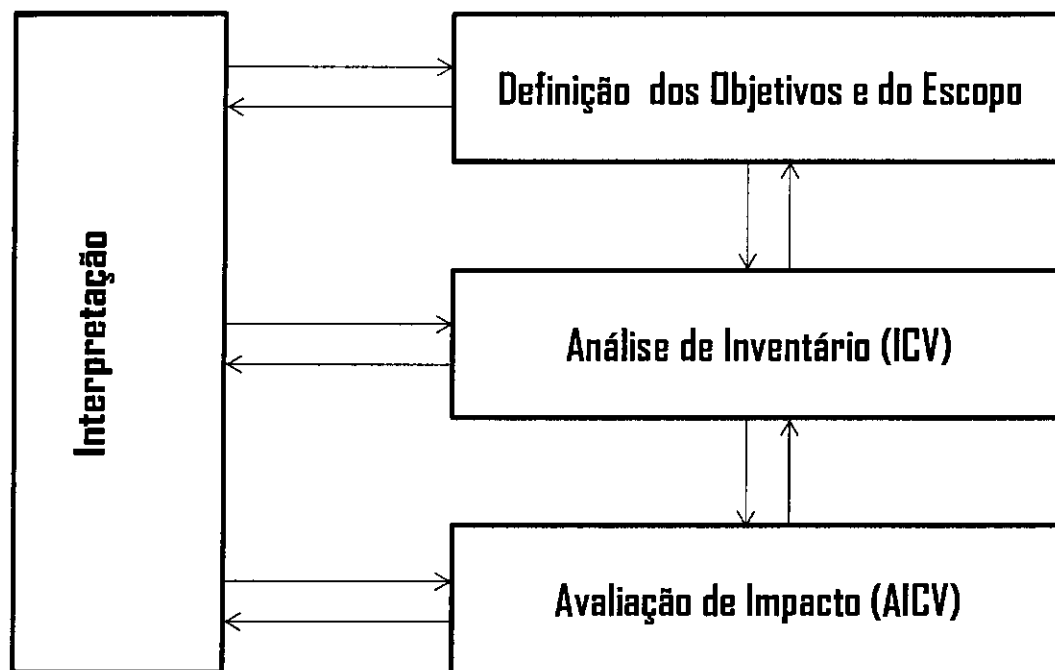 Interpretação
Definição dos Objetivos e do Escopo
Análise de Inventário (ICV)
Avaliação de Impacto (AICV)